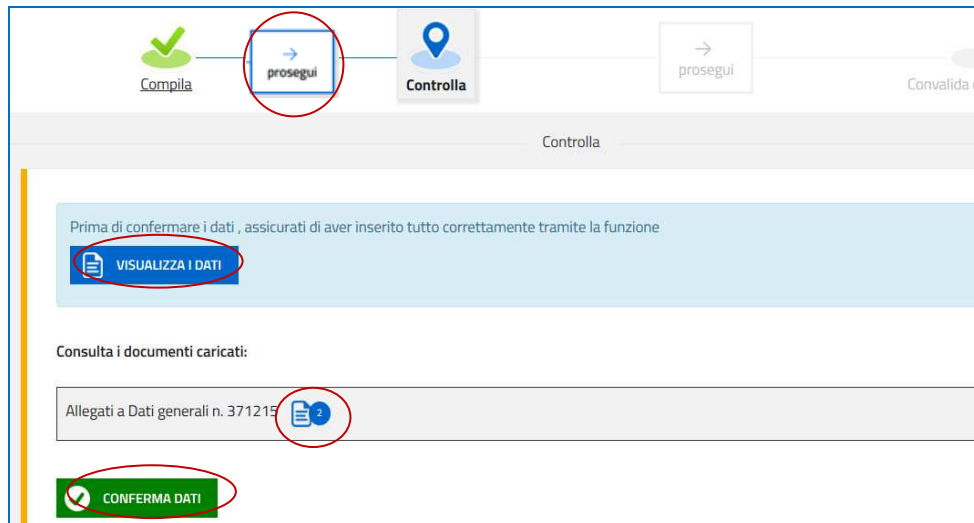 Compila
prosegui
Controlla
prosegui
Convalida
Controlla
Prima di confermare i dati , assicurati di aver inserito tutto correttamente tramite la funzione
VISUALIZZA I DATI
Consulta i documenti caricati:
Allegati a Dati generali n. 371215
2
CONFERMA DATI